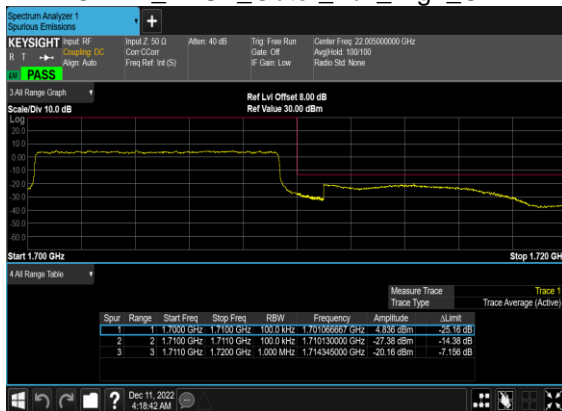 Spectrum Analyzer 1
Spurious Emissions
KEYSIGHT Input: RF Input Z: 50 Ω Atten: 40 dB Trig: Free Run Center Freq: 22.005000000 GHz
R T Coupling: DC Corr CCorr Gate: Off Avg|Hold: 100/100
Align: Auto Freq Ref: Int (S) IF Gain: Low Radio Std: None
PASS
3 All Range Graph Ref Lvl Offset 8.00 dB
Scale/Div 10.0 dB Ref Value 30.00 dBm
Log
20.0
10.0
0.00
-10.0
-20.0
-30.0
-40.0
-50.0
-60.0
Start 1.700 GHz Stop 1.720 GH
4 All Range Table
Measure Trace Trace 1
Trace Type Trace Average (Active)
Spur Range Start Freq Stop Freq RBW Frequency Amplitude ΔLimit
1 1 1.7000 GHz 1.7100 GHz 100.0 kHz 1.701066667 GHz 4.836 dBm -25.16 dB
2 2 1.7100 GHz 1.7110 GHz 100.0 kHz 1.710130000 GHz -27.38 dBm -14.38 dB
3 3 1.7110 GHz 1.7200 GHz 1.000 MHz 1.714345000 GHz -20.16 dBm -7.156 dB
Dec 11, 2022
4:18:42 AM